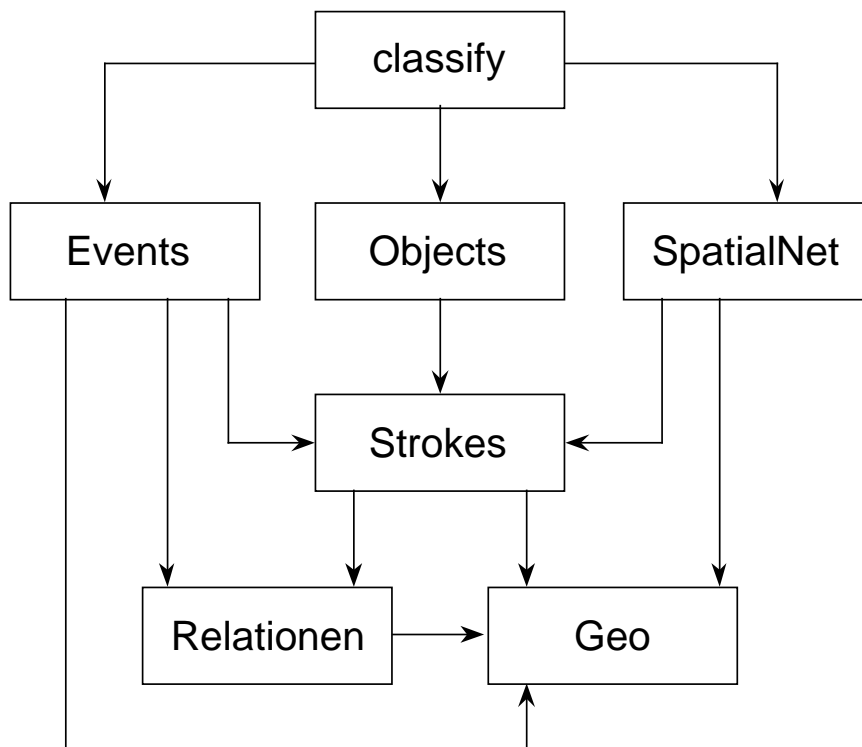 classify
Events
Objects
SpatialNet
Strokes
Relationen
Geo